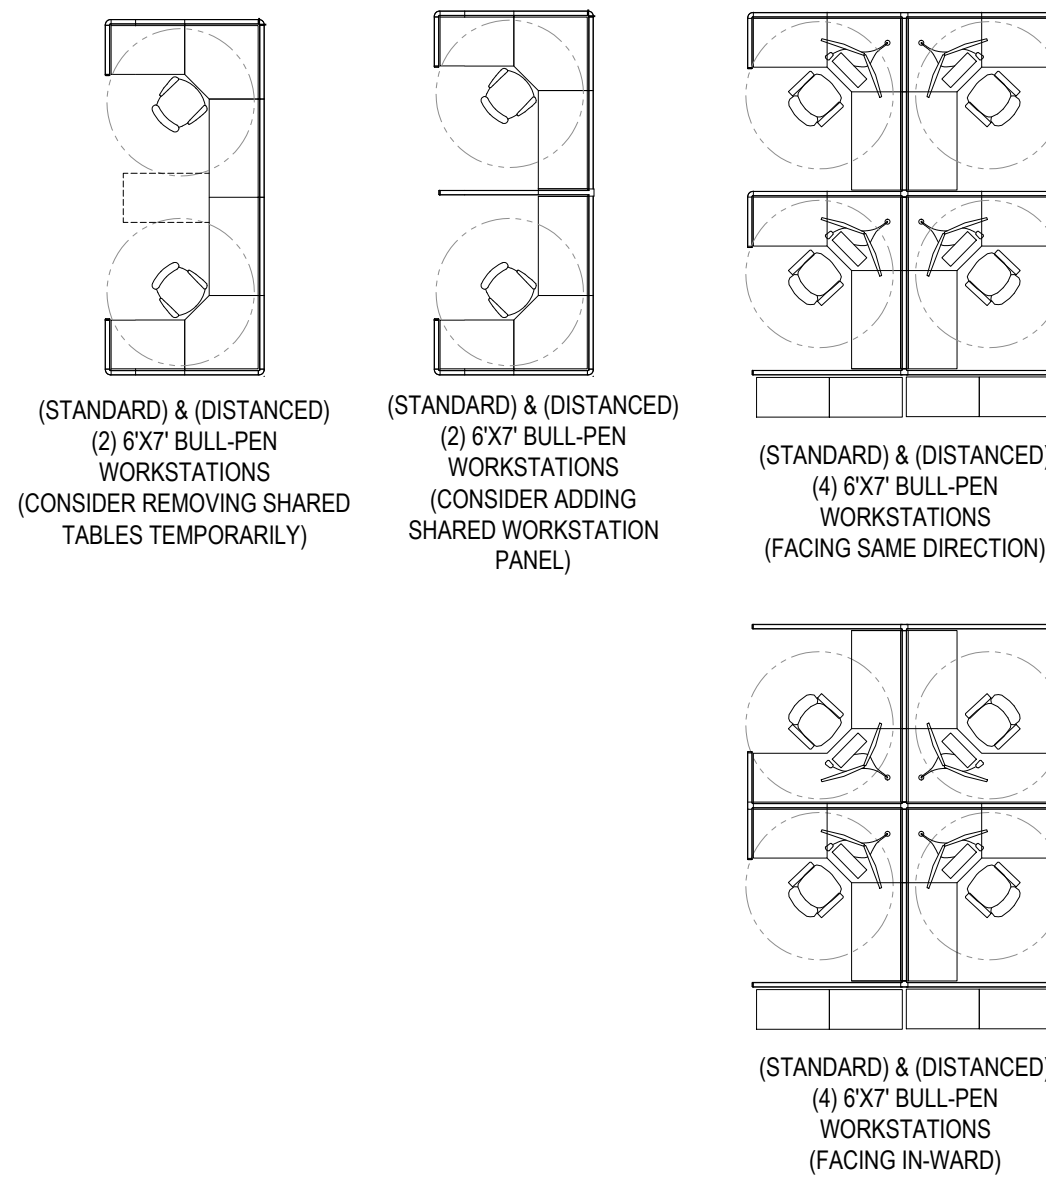 (STANDARD) & (DISTANCED)
(2) 6'X7' BULL-PEN
WORKSTATIONS
(CONSIDER REMOVING SHARED
TABLES TEMPORARILY)
(STANDARD) & (DISTANCED)
(2) 6'X7' BULL-PEN
WORKSTATIONS
(CONSIDER ADDING
SHARED WORKSTATION
PANEL)
(STANDARD) & (DISTANCED)
(4) 6'X7' BULL-PEN
WORKSTATIONS
(FACING SAME DIRECTION)
(STANDARD) & (DISTANCED)
(4) 6'X7' BULL-PEN
WORKSTATIONS
(FACING IN-WARD)